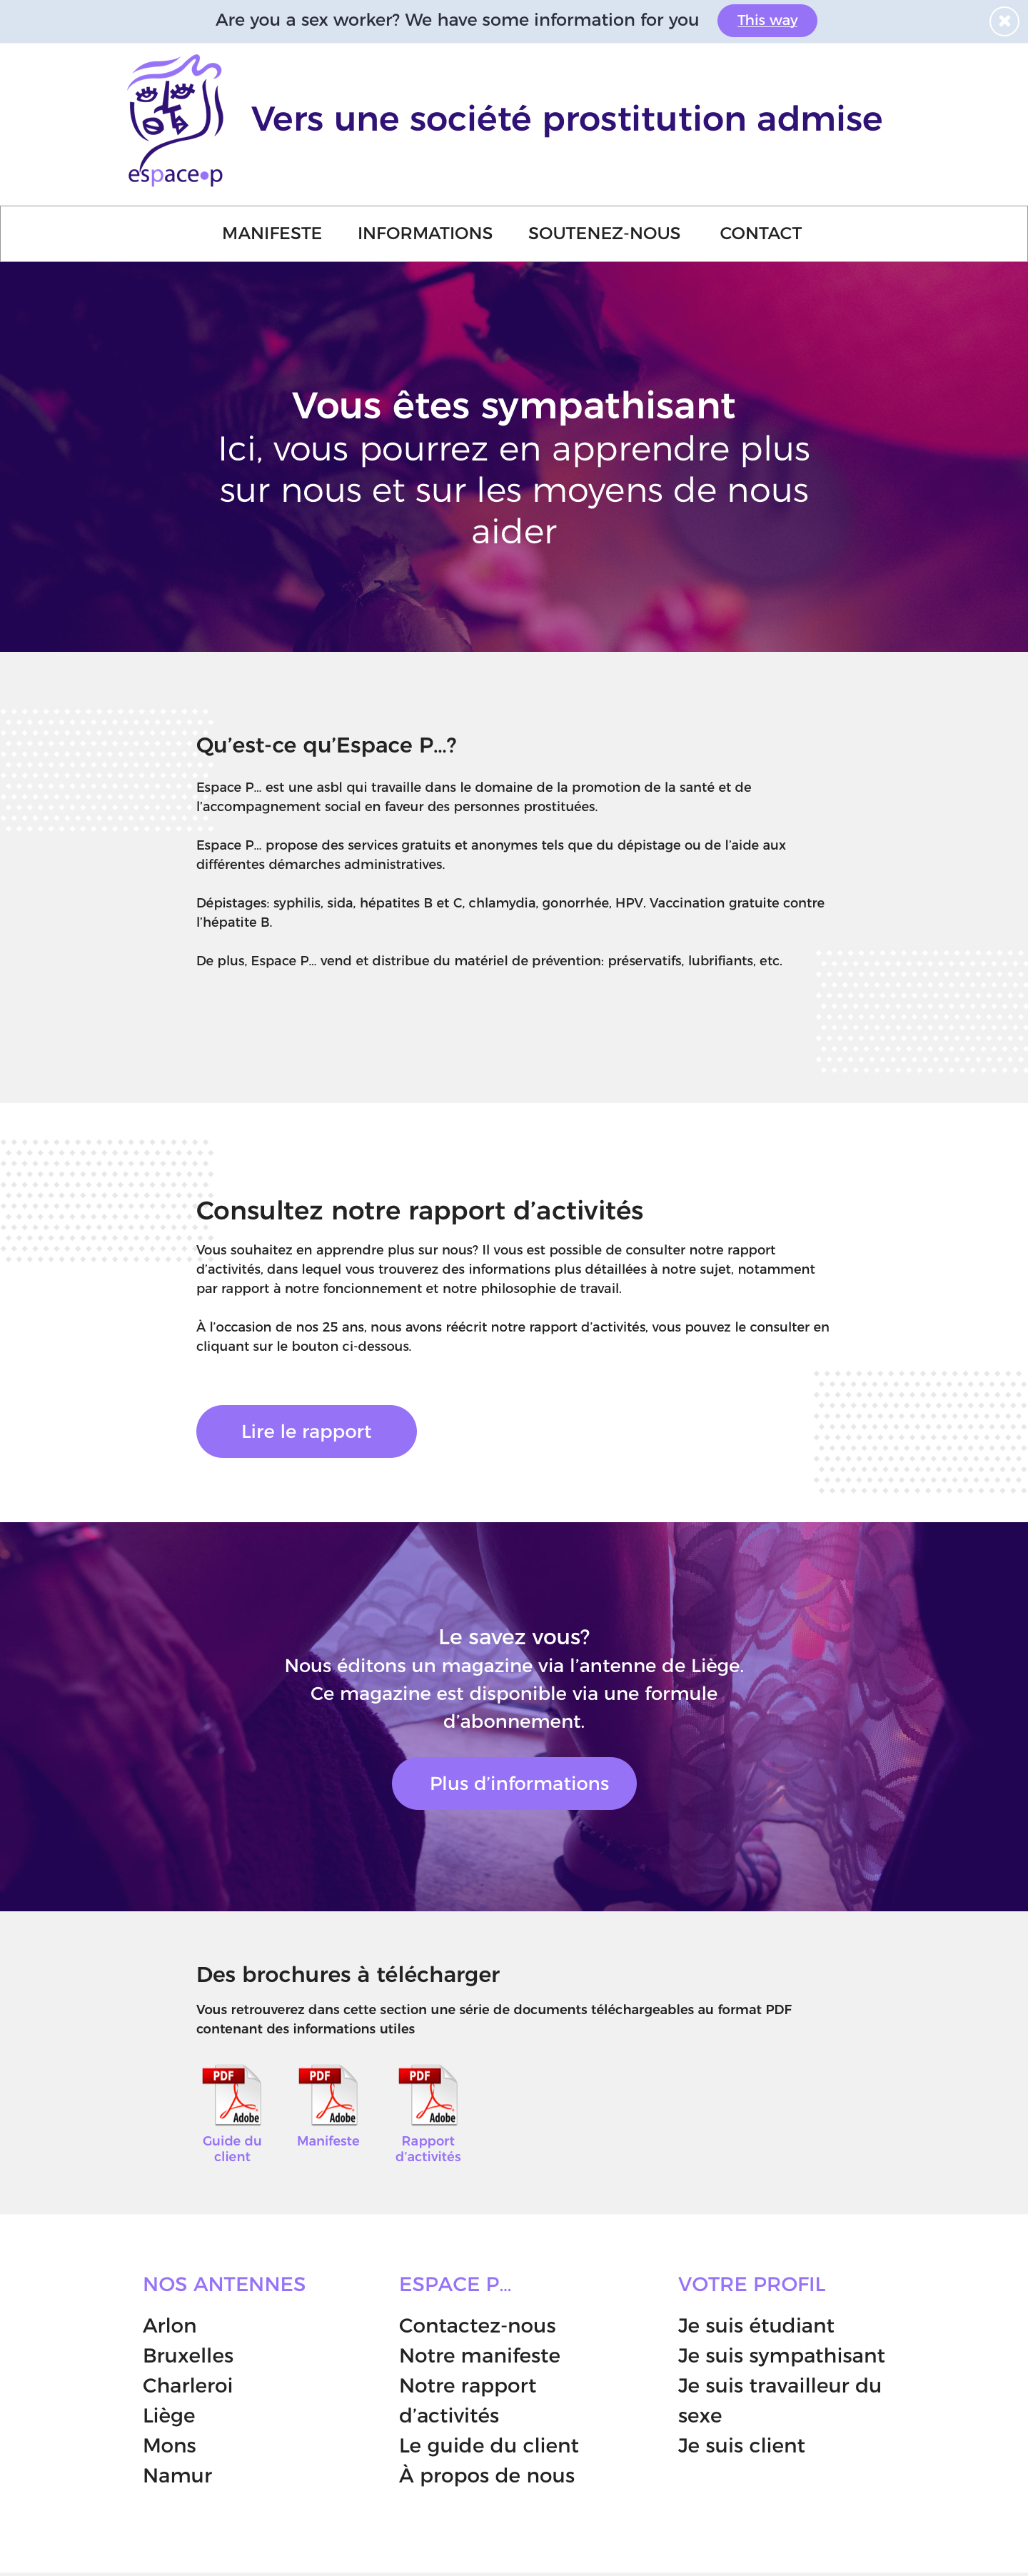 Are you a sex worker? We have some information for you This way
espace•p
Vers une société prostitution admise
MANIFESTE INFORMATIONS SOUTENEZ-NOUS CONTACT
Vous êtes sympathisant
Ici, vous pourrez en apprendre plus
sur nous et sur les moyens de nous
aider
Qu’est-ce qu’Espace P...?
Espace P... est une asbl qui travaille dans le domaine de la promotion de la santé et de
l’accompagnement social en faveur des personnes prostituées.
Espace P... propose des services gratuits et anonymes tels que du dépistage ou de l’aide aux
différentes démarches administratives.
Dépistages: syphilis, sida, hépatites B et C, chlamydia, gonorrhée, HPV. Vaccination gratuite contre
l’hépatite B.
De plus, Espace P... vend et distribue du matériel de prévention: préservatifs, lubrifiants, etc.
Consultez notre rapport d’activités
Vous souhaitez en apprendre plus sur nous? Il vous est possible de consulter notre rapport
d’activités, dans lequel vous trouverez des informations plus détaillées à notre sujet, notamment
par rapport à notre foncionnement et notre philosophie de travail.
À l’occasion de nos 25 ans, nous avons réécrit notre rapport d’activités, vous pouvez le consulter en
cliquant sur le bouton ci-dessous.
Lire le rapport
Le savez vous?
Nous éditons un magazine via l’antenne de Liège.
Ce magazine est disponible via une formule
d’abonnement.
Plus d’informations
Des brochures à télécharger
Vous retrouverez dans cette section une série de documents téléchargeables au format PDF
contenant des informations utiles
PDF PDF PDF
Adobe Adobe Adobe
Guide du
client
Manifeste
Rapport
d’activités
NOS ANTENNES
Arlon
Bruxelles
Charleroi
Liège
Mons
Namur
ESPACE P...
Contactez-nous
Notre manifeste
Notre rapport
d’activités
Le guide du client
À propos de nous
VOTRE PROFIL
Je suis étudiant
Je suis sympathisant
Je suis travailleur du
sexe
Je suis client